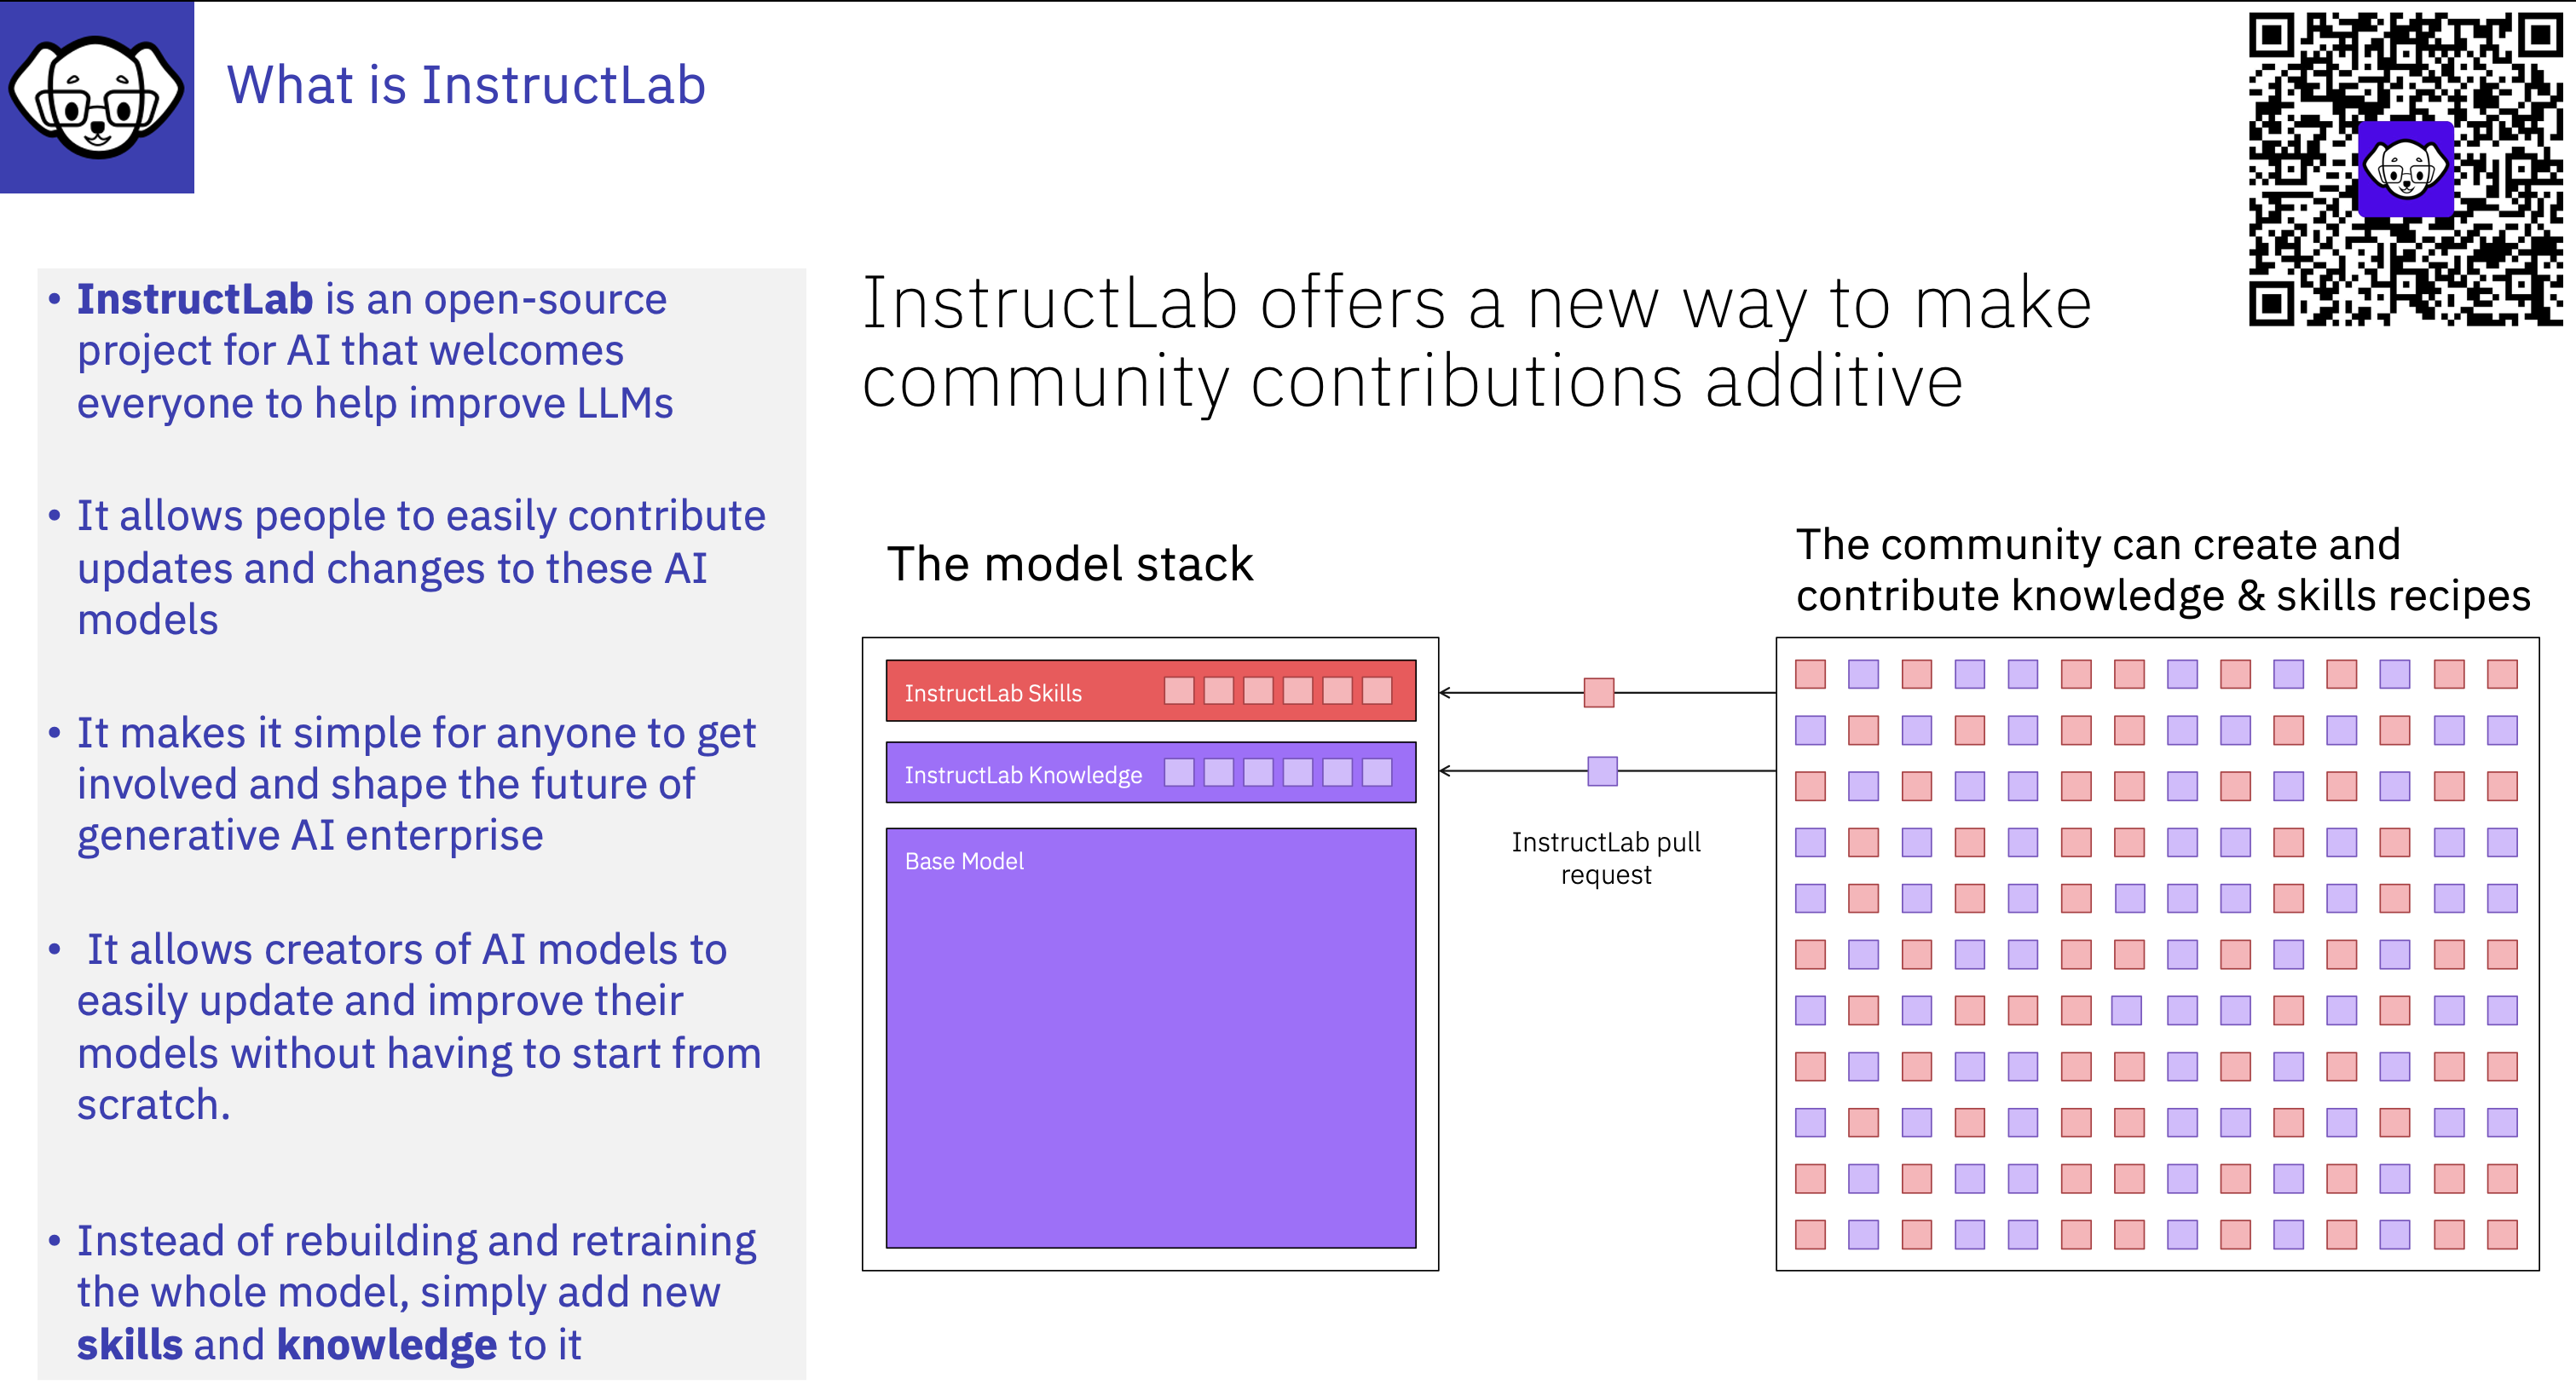 What is InstructLab
• InstructLab is an open-source
project for AI that welcomes
everyone to help improve LLMs
• It allows people to easily contribute
updates and changes to these AI
models
• It makes it simple for anyone to get
involved and shape the future of
generative AI enterprise
• It allows creators of AI models to
easily update and improve their
models without having to start from
scratch.
• Instead of rebuilding and retraining
the whole model, simply add new
skills and knowledge to it
InstructLab offers a new way to make
community contributions additive
The model stack
InstructLab Skills
InstructLab Knowledge
Base Model
InstructLab pull
request
The community can create and
contribute knowledge & skills recipes